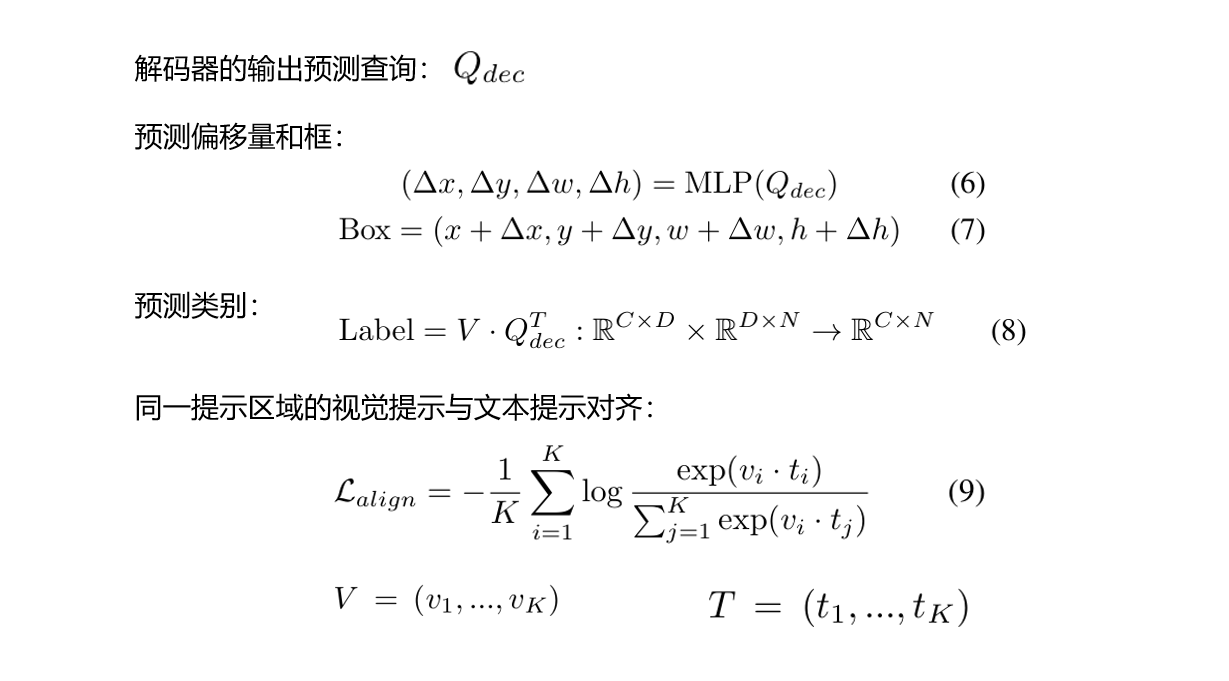 解码器的输出预测查询： $Q_{dec}$
预测偏移量和框：
$(\Delta x, \Delta y, \Delta w, \Delta h) = \mathrm{MLP}(Q_{dec})$ (6)
$\mathrm{Box} = (x + \Delta x, y + \Delta y, w + \Delta w, h + \Delta h)$ (7)
预测类别：
$\mathrm{Label} = V \cdot Q_{dec}^{T} : \mathbb{R}^{C \times D} \times \mathbb{R}^{D \times N} \rightarrow \mathbb{R}^{C \times N}$ (8)
同一提示区域的视觉提示与文本提示对齐：
$\mathcal{L}_{align} = -\frac{1}{K} \sum_{i=1}^{K} \log \frac{\exp(v_i \cdot t_i)}{\sum_{j=1}^{K} \exp(v_i \cdot t_j)}$ (9)
$V = (v_1, ..., v_K)$ $T = (t_1, ..., t_K)$